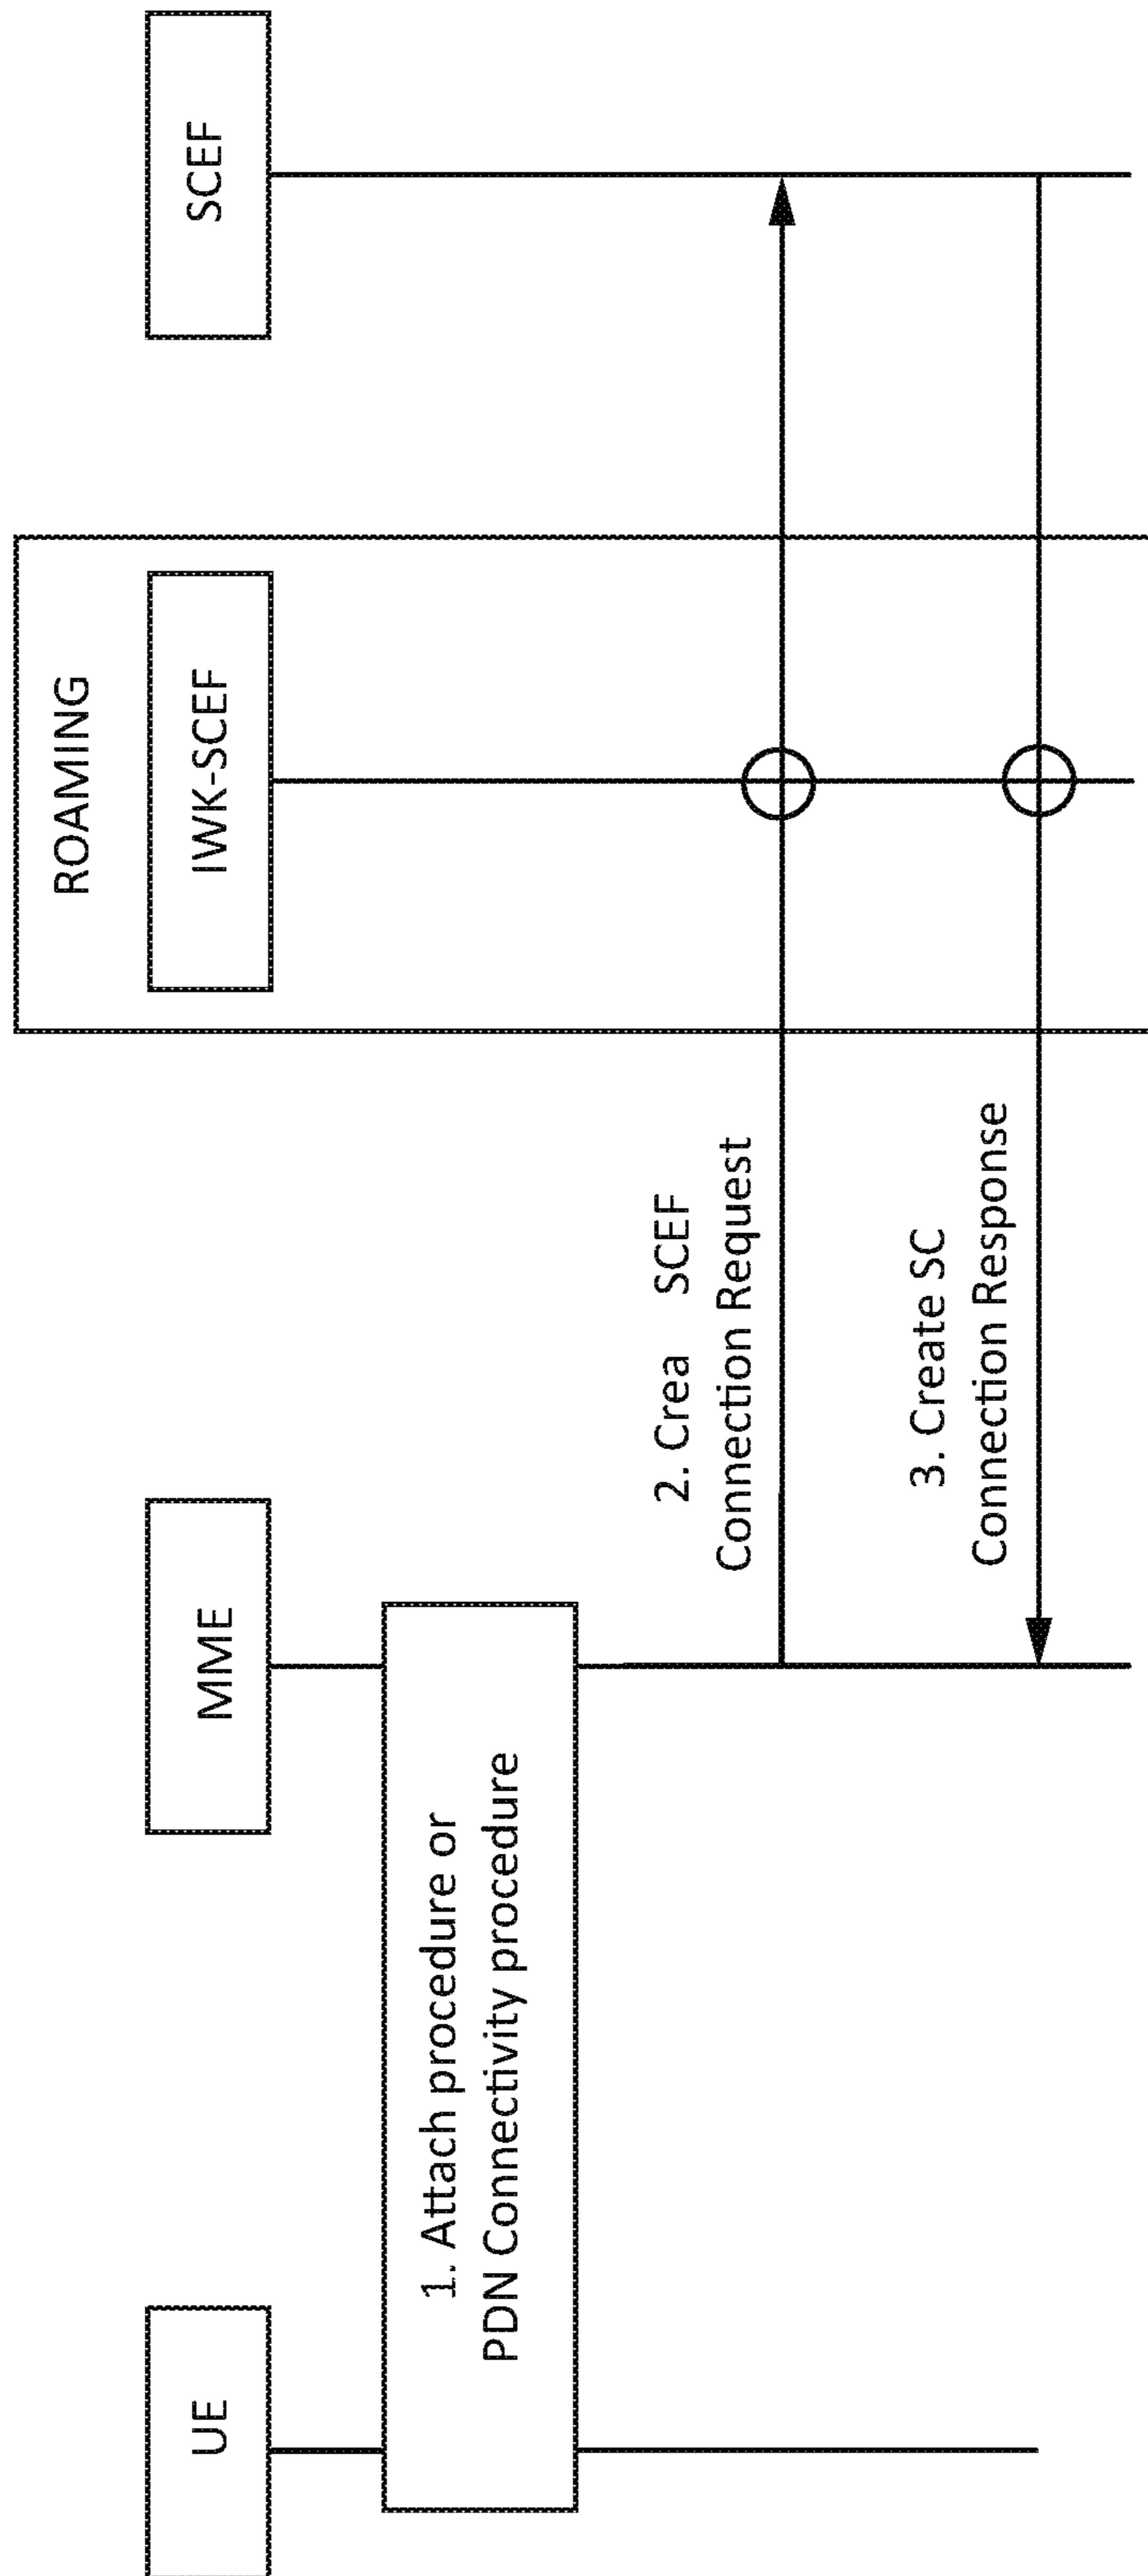 UE
MME
ROAMING
IWK-SCEF
SCEF
1. Attach procedure or
PDN Connectivity procedure
2. Crea SCEF
Connection Request
3. Create SC
Connection Response